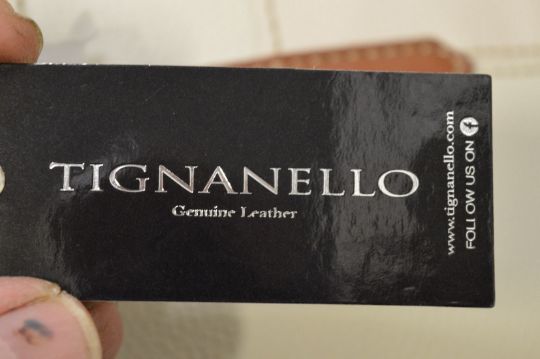 TIGNANELLO
Genuine Leather
www.tignanello.com
FOLLOW US ON f